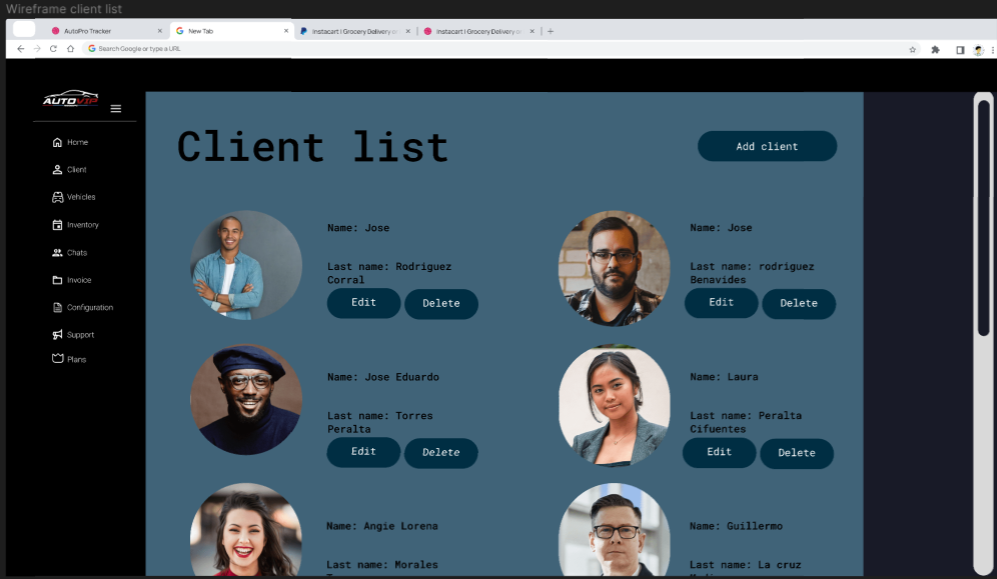 Wireframe client list
AutoPro Tracker
New Tab
Instacart | Grocery Delivery
Instacart | Grocery Delivery
Search Google or type a URL
AUTOVIP
Home
Client
Vehicles
Inventory
Chats
Invoice
Configuration
Support
Plans
Client list
Add client
Name: Jose
Last name: Rodriguez
Corral
Edit
Delete
Name: Jose
Last name: rodriguez
Benavides
Edit
Delete
Name: Jose Eduardo
Last name: Torres
Peralta
Edit
Delete
Name: Laura
Last name: Peralta
Cifuentes
Edit
Delete
Name: Angie Lorena
Last name: Morales
Name: Guillermo
Last name: La cruz